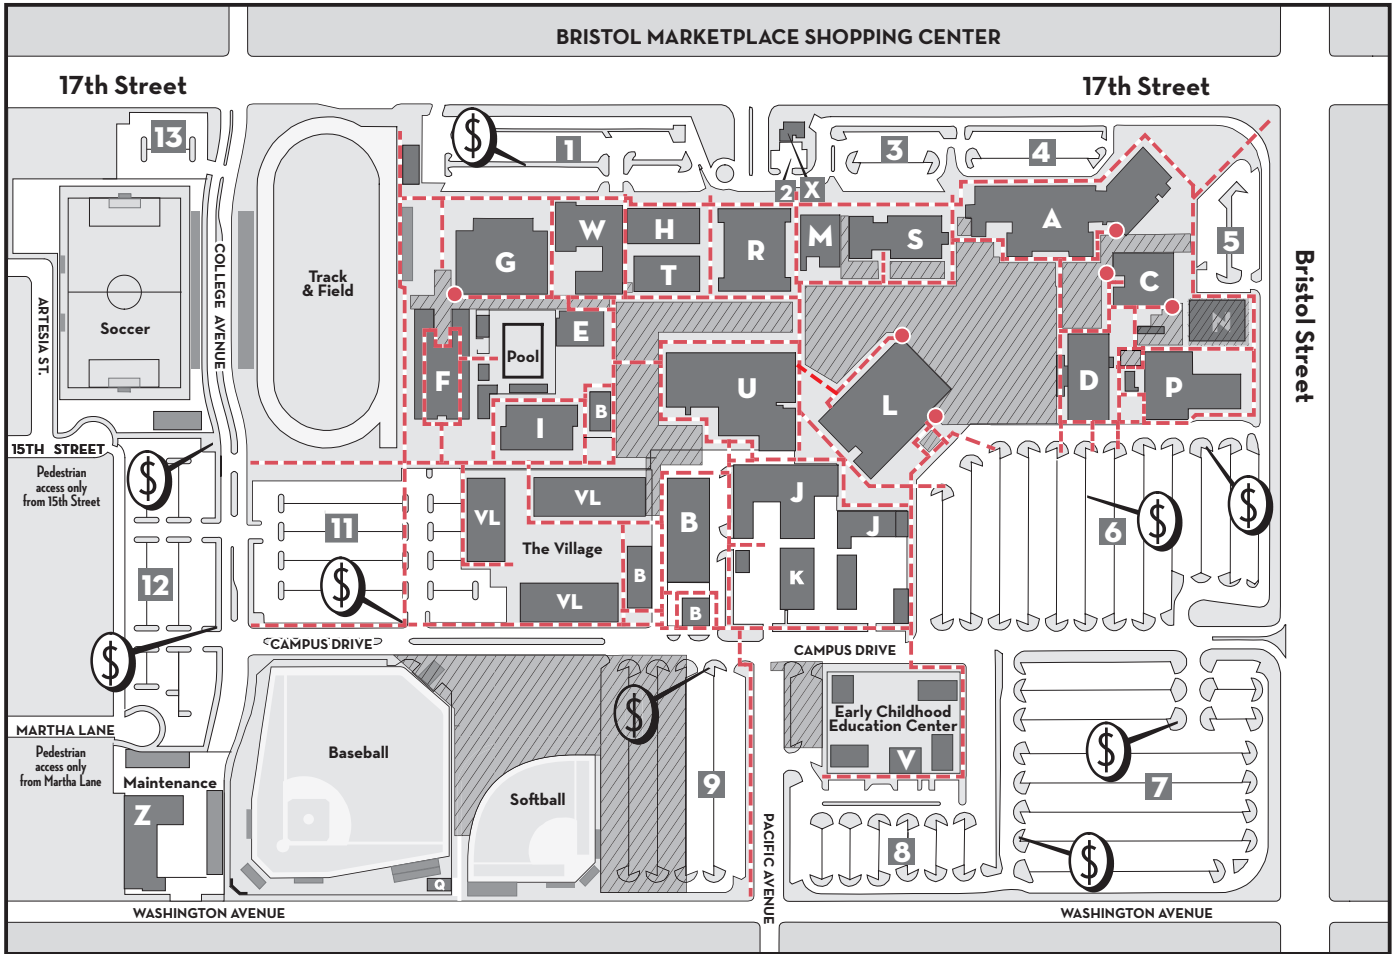 BRISTOL MARKETPLACE SHOPPING CENTER
17th Street
17th Street
13
$
1
3
4
2
X
5
A
W
H
R
M
S
G
T
C
N
COLLEGE AVENUE
Track
& Field
Bristol Street
ARTESIA ST.
Soccer
E
Pool
F
U
D
P
L
B
I
15TH STREET
Pedestrian
access only
from 15th Street
$
VL
VL
J
B
J
$
$
6
11
The Village
12
$
B
K
VL
B
CAMPUS DRIVE
CAMPUS DRIVE
$
$
Early Childhood
Education Center
MARTHA LANE
Pedestrian
access only
from Martha Lane
Baseball
V
$
Maintenance
9
7
Z
Softball
PACIFIC AVENUE
8
$
Q
WASHINGTON AVENUE
WASHINGTON AVENUE